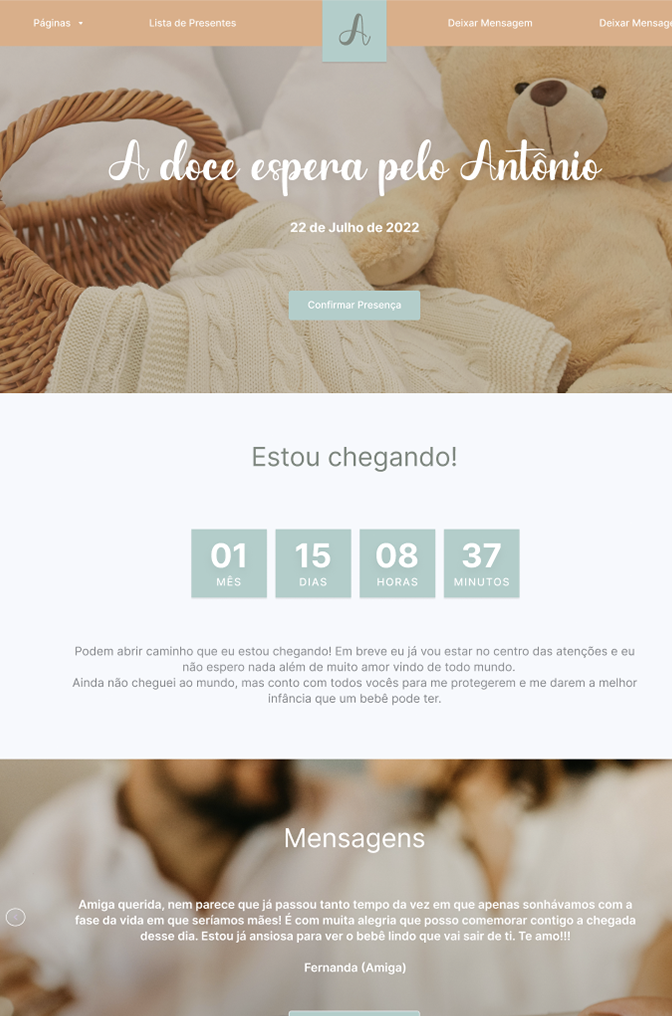 Páginas
Lista de Presentes
A
Deixar Mensagem
Deixar Mensage
A doce espera pelo Antônio
22 de Julho de 2022
Confirmar Presença
Estou chegando!
01 15 08 37
MÊS DIAS HORAS MINUTOS
Podem abrir caminho que eu estou chegando! Em breve eu já vou estar no centro das atenções e eu
não espero nada além de muito amor vindo de todo mundo.
Ainda não cheguei ao mundo, mas conto com todos vocês para me protegerem e me darem a melhor
infância que um bebê pode ter.
Mensagens
Amiga querida, nem parece que já passou tanto tempo da vez em que apenas sonhávamos com a
fase da vida em que seríamos mães! É com muita alegria que posso comemorar contigo a chegada
desse dia. Estou já ansiosa para ver o bebê lindo que vai sair de ti. Te amo!!!
Fernanda (Amiga)